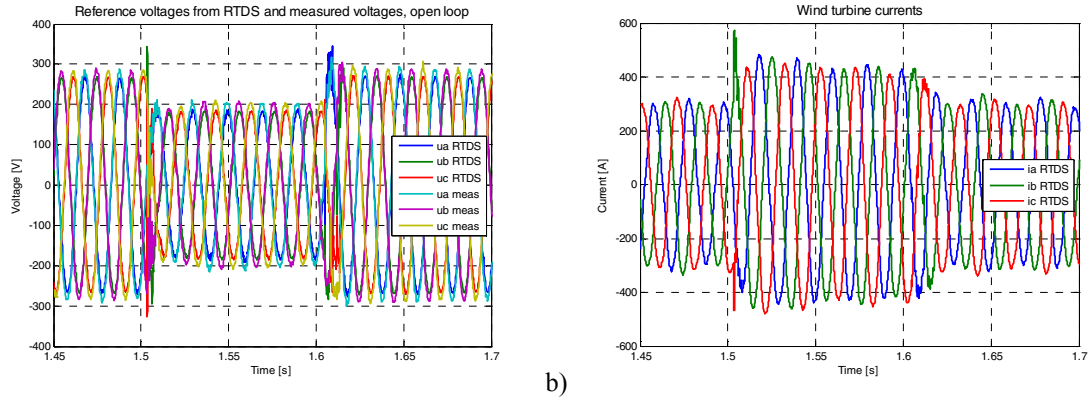 Reference voltages from RTDS and measured voltages, open loop
400
300
200
100
0
-100
-200
-300
-400
Voltage [V]
1.45
1.5
1.55
1.6
1.65
1.7
Time [s]
ua RTDS
ub RTDS
uc RTDS
ua meas
ub meas
uc meas
b)
Wind turbine currents
600
400
200
0
-200
-400
-600
Current [A]
1.45
1.5
1.55
1.6
1.65
1.7
Time [s]
ia RTDS
ib RTDS
ic RTDS